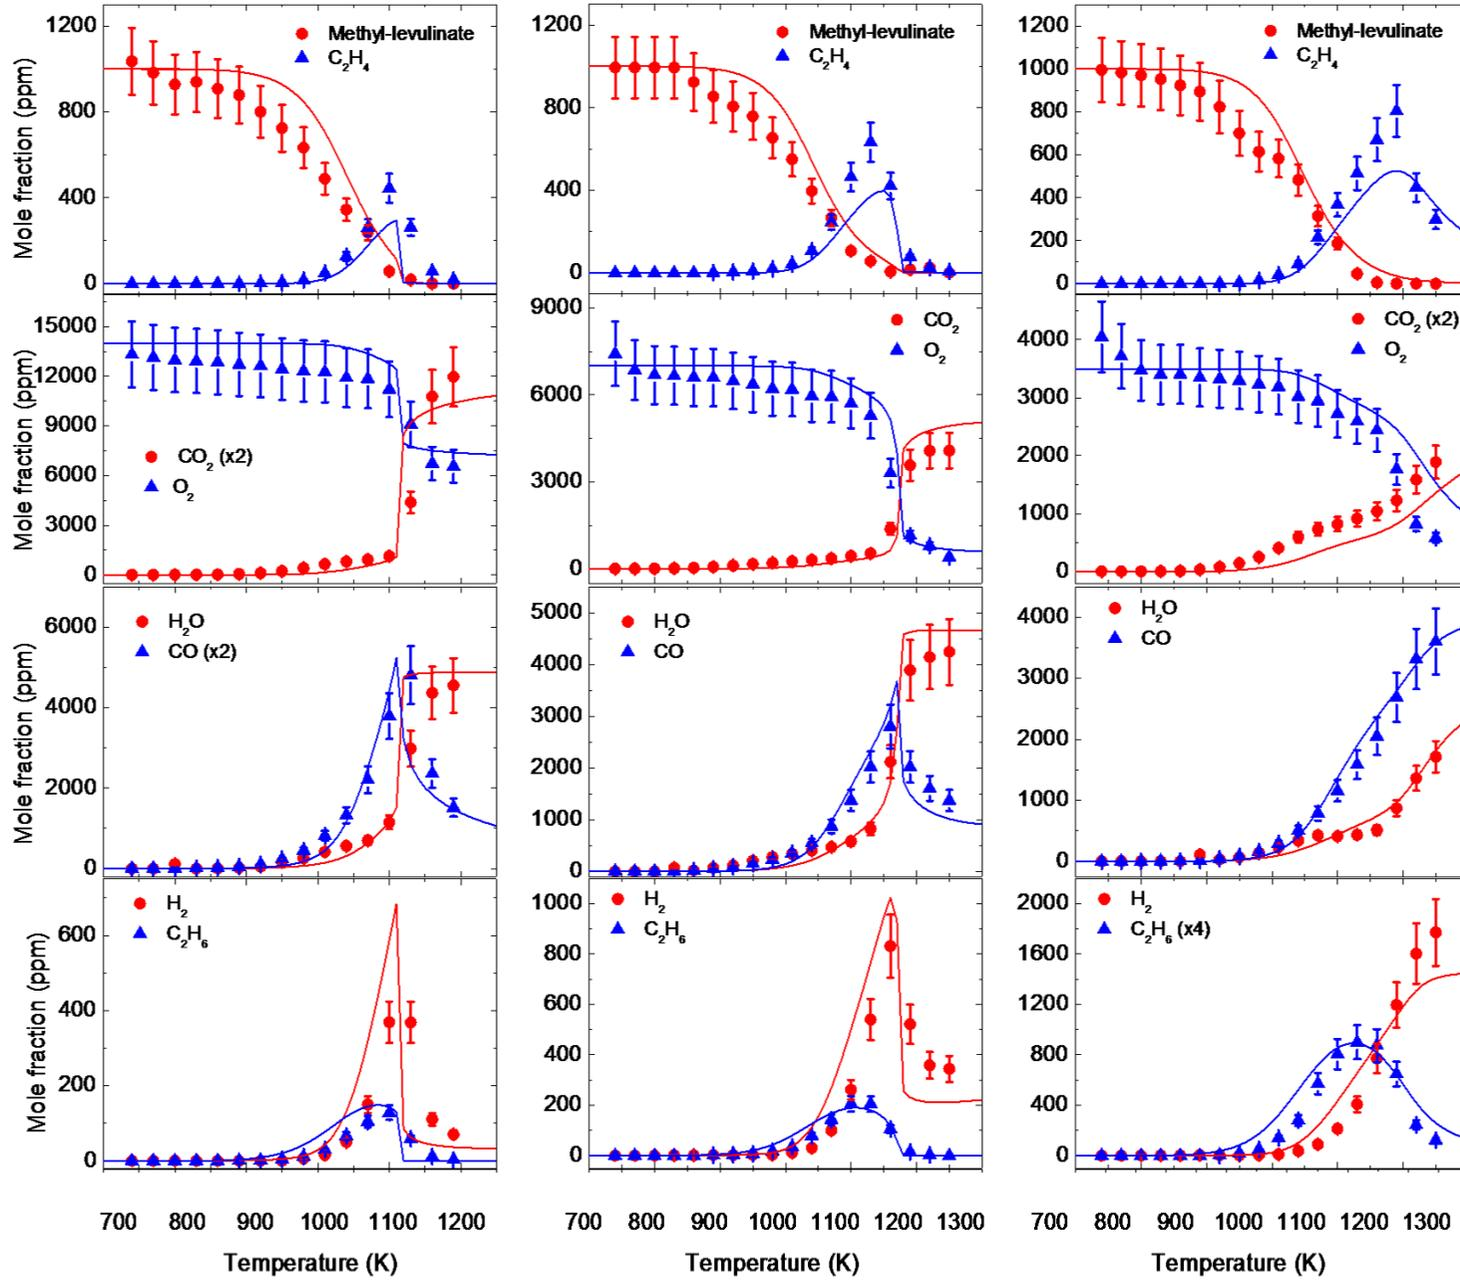 1200
800
400
0
Mole fraction (ppm)
Methyl-levulinate
C₂H₄
1200
800
400
0
Methyl-levulinate
C₂H₄
1200
1000
800
600
400
200
0
Methyl-levulinate
C₂H₄
15000
12000
9000
6000
3000
0
Mole fraction (ppm)
CO₂ (x2)
O₂
9000
6000
3000
0
CO₂
O₂
4000
3000
2000
1000
0
CO₂ (x2)
O₂
6000
4000
2000
0
Mole fraction (ppm)
H₂O
CO (x2)
5000
4000
3000
2000
1000
0
H₂O
CO
4000
3000
2000
1000
0
H₂O
CO
600
400
200
0
Mole fraction (ppm)
H₂
C₂H₆
1000
800
600
400
200
0
H₂
C₂H₆
2000
1600
1200
800
400
0
H₂
C₂H₆ (x4)
700 800 900 1000 1100 1200
700 800 900 1000 1100 1200 1300
700 800 900 1000 1100 1200 1300
Temperature (K)
Temperature (K)
Temperature (K)